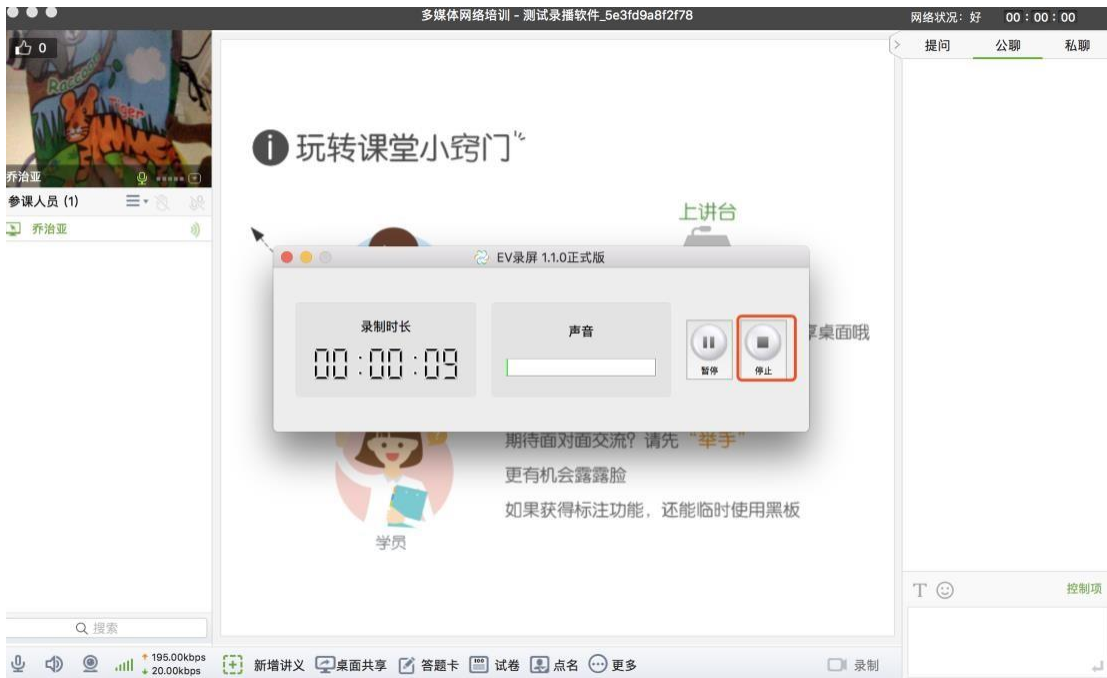 多媒体网络培训 - 测试录播软件_5e3fd9a8f2f78
网络状况：好 00 : 00 : 00
0
Raccoon
Tiger
乔治亚
参课人员 (1)
乔治亚
搜索
玩转课堂小窍门
上讲台
享桌面哦
EV录屏 1.1.0正式版
录制时长
00:00:09
声音
暂停
停止
期待面对面交流？请先“举手”
更有机会露露脸
如果获得标注功能，还能临时使用黑板
学员
提问 公聊 私聊
控制项
195.00kbps
20.00kbps
新增讲义 桌面共享 答题卡 试卷 点名 更多
录制